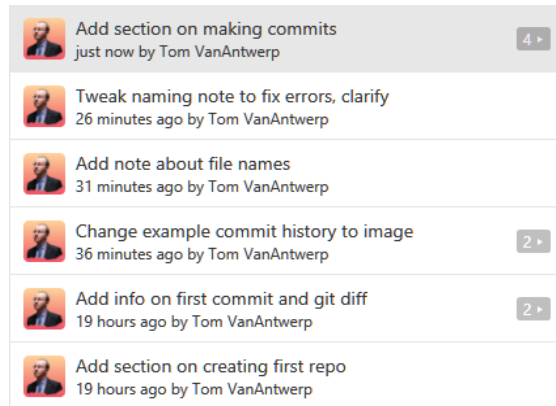 Add section on making commits
just now by Tom VanAntwerp
4
Tweak naming note to fix errors, clarify
26 minutes ago by Tom VanAntwerp
Add note about file names
31 minutes ago by Tom VanAntwerp
Change example commit history to image
36 minutes ago by Tom VanAntwerp
2
Add info on first commit and git diff
19 hours ago by Tom VanAntwerp
2
Add section on creating first repo
19 hours ago by Tom VanAntwerp